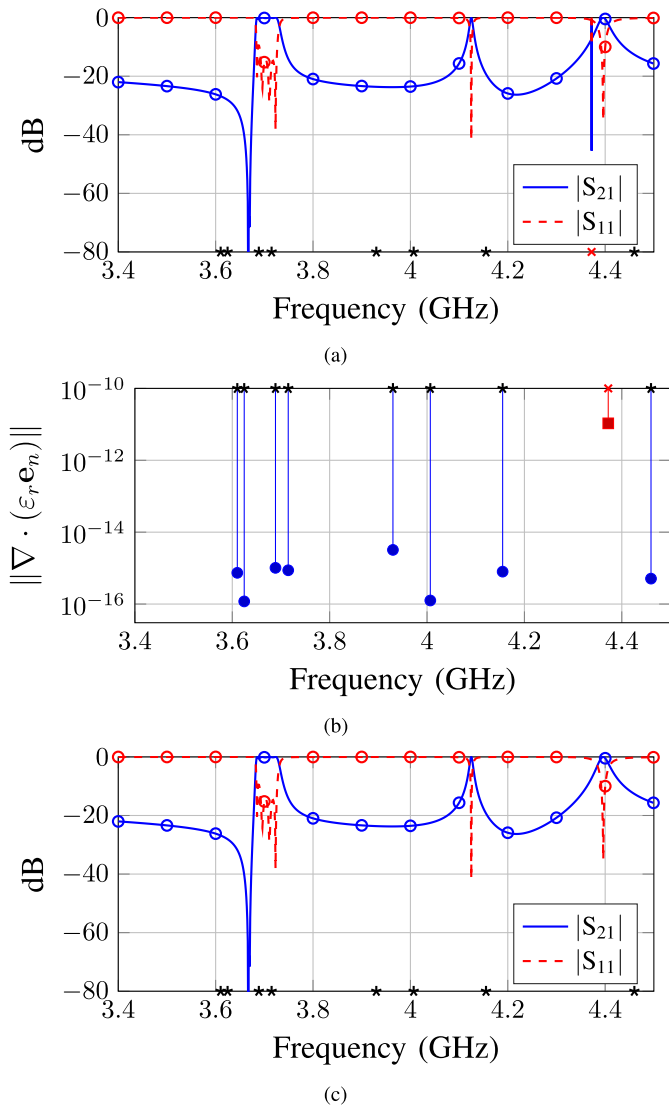 0
−20
−40
−60
−80
dB
|S21|
|S11|
3.4 3.6 3.8 4 4.2 4.4
Frequency (GHz)
(a)
10−10
10−12
10−14
10−16
‖∇ · (εr en)‖
3.4 3.6 3.8 4 4.2 4.4
Frequency (GHz)
(b)
0
−20
−40
−60
−80
dB
|S21|
|S11|
3.4 3.6 3.8 4 4.2 4.4
Frequency (GHz)
(c)